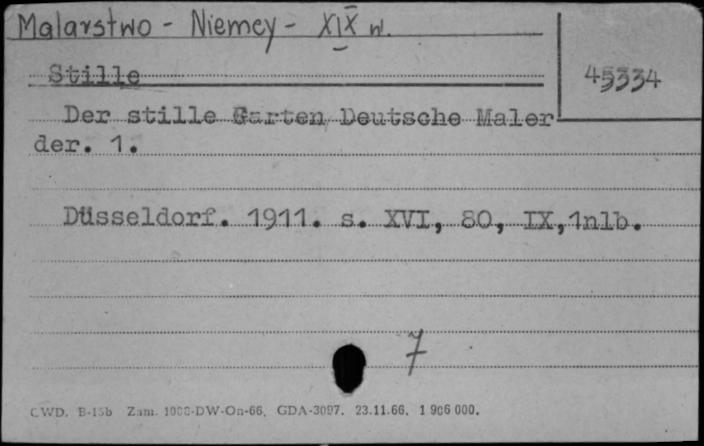 Malarstwo - Niemcy - XIX w.
Stille
45334
Der stille Garten Deutsche Maler
der. 1.
Düsseldorf. 1911. s. XVI, 80, IX, 1nlb.
7
CWD. B-15b Zam. 1008-DW-On-66. GDA-3097. 23.11.66. 1 906 000.